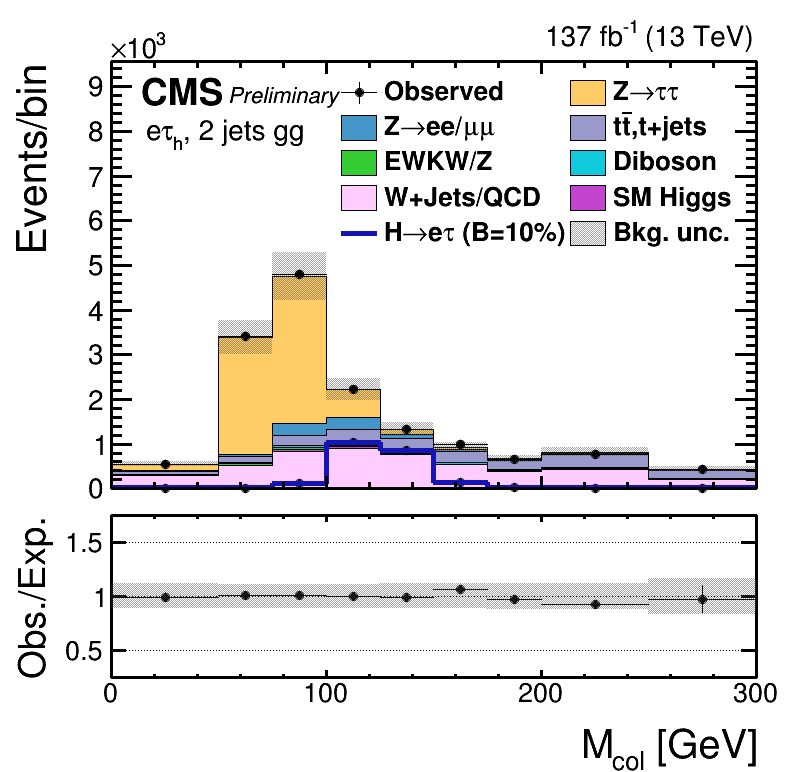 ×10³
137 fb⁻¹ (13 TeV)
Events/bin
CMS Preliminary
eτₕ, 2 jets gg
Observed
Z→ττ
Z→ee/μμ
tt̄,t+jets
EWKW/Z
Diboson
W+Jets/QCD
SM Higgs
H→eτ (B=10%)
Bkg. unc.
9
8
7
6
5
4
3
2
1
0
Obs./Exp.
1.5
1
0.5
0 100 200 300
M_col [GeV]